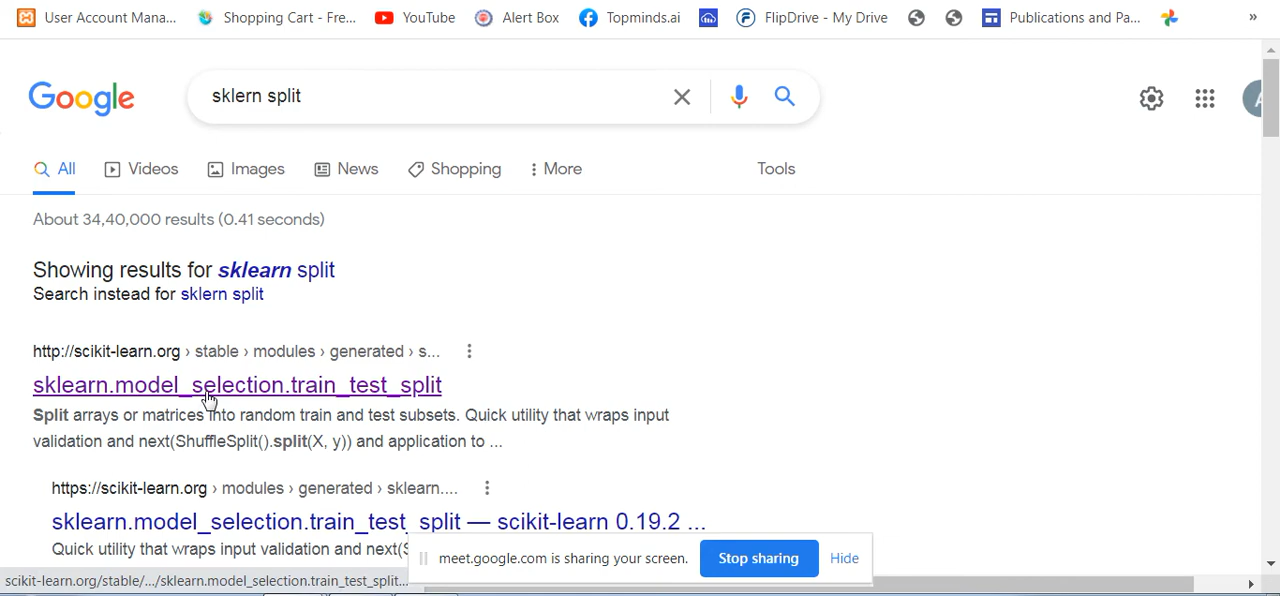 User Account Mana... Shopping Cart - Fre... YouTube Alert Box Topminds.ai FlipDrive - My Drive Publications and Pa... »
Google sklern split
All Videos Images News Shopping More Tools
About 34,40,000 results (0.41 seconds)
Showing results for sklearn split
Search instead for sklern split
http://scikit-learn.org › stable › modules › generated › s...
sklearn.model_selection.train_test_split
Split arrays or matrices into random train and test subsets. Quick utility that wraps input
validation and next(ShuffleSplit().split(X, y)) and application to ...
https://scikit-learn.org › modules › generated › sklearn....
sklearn.model_selection.train_test_split — scikit-learn 0.19.2 ...
Quick utility that wraps input validation and next(S
meet.google.com is sharing your screen. Stop sharing Hide
scikit-learn.org/stable/.../sklearn.model_selection.train_test_split...